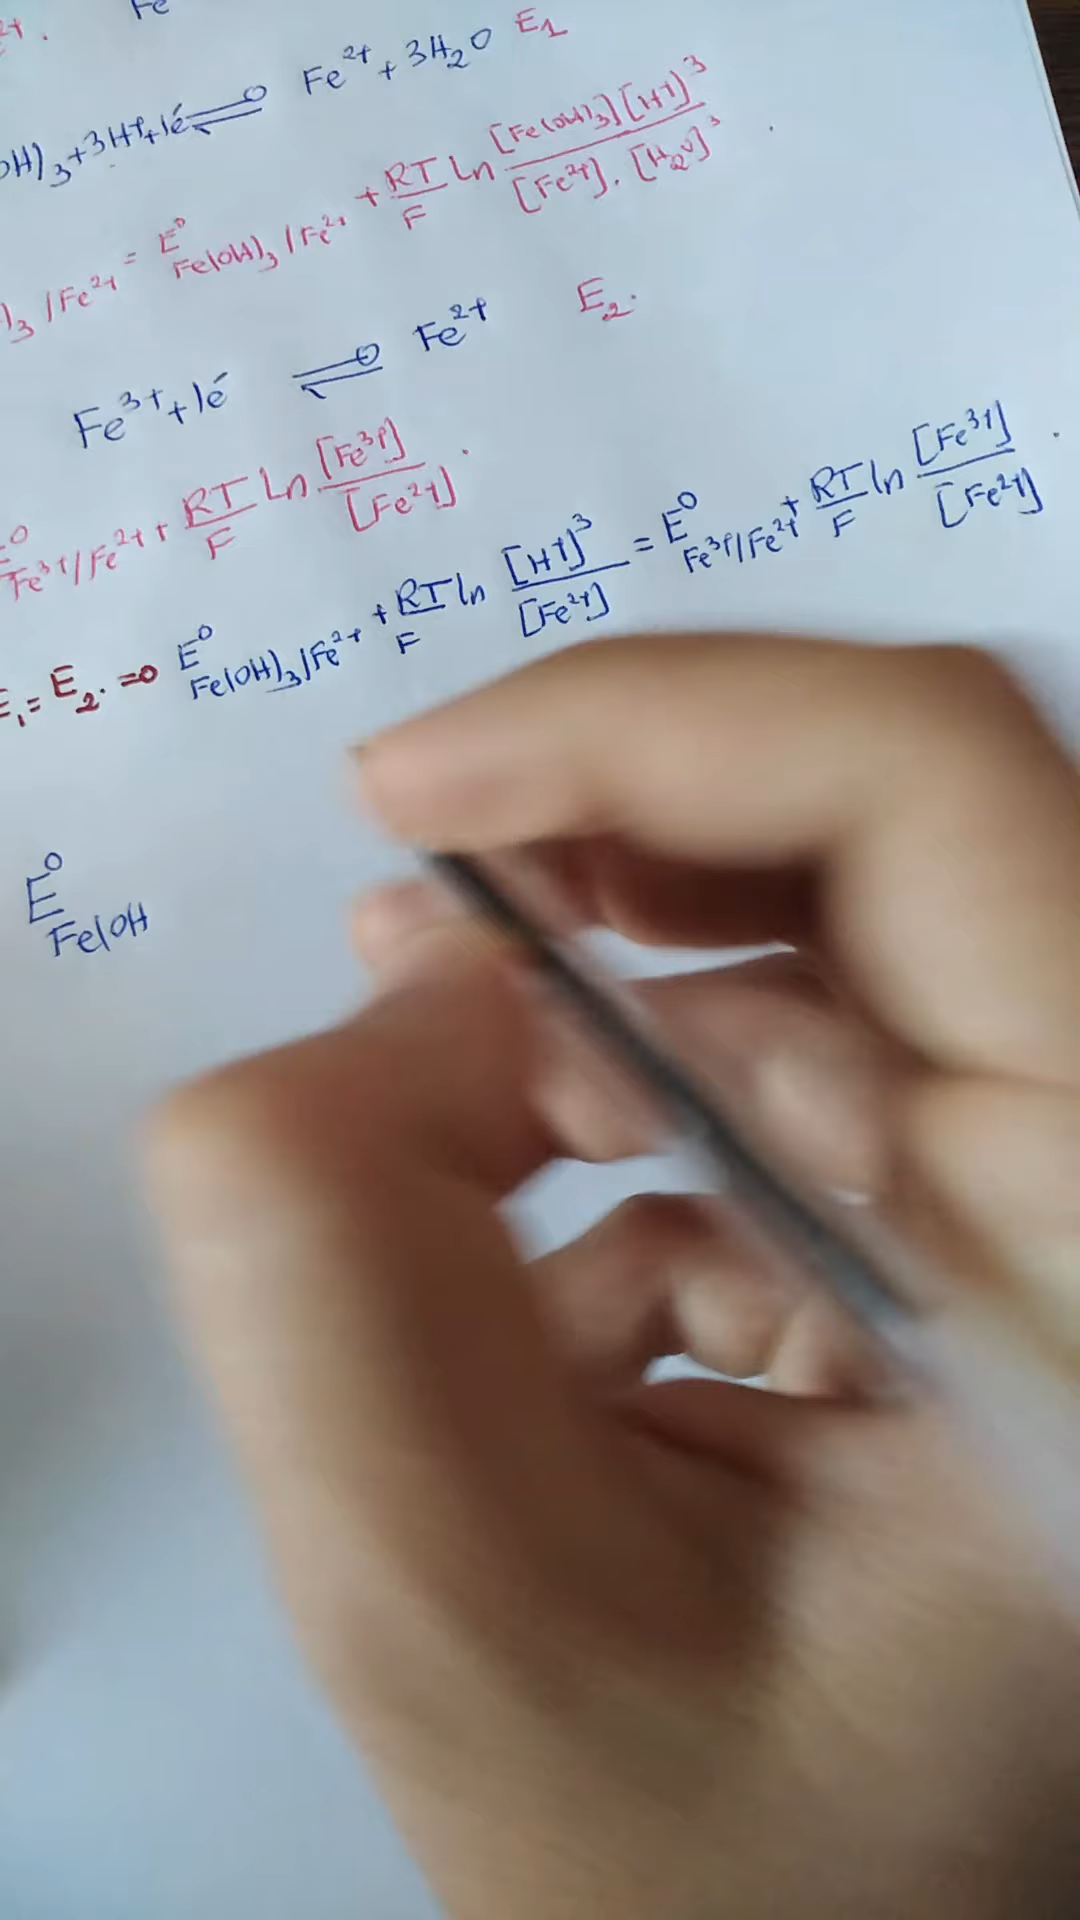 2+. Fe
OH)3+3H⁺+1é ⇌ Fe²⁺+3H₂O E₁
)₃/Fe²⁺ = E⁰ Fe(OH)₃/Fe²⁺ + RT/F Ln [Fe(OH)₃][H⁺]³/[Fe²⁺].[H₂O]³
Fe³⁺+1é ⇌ Fe²⁺ E₂.
E⁰ Fe³⁺/Fe²⁺ + RT/F Ln [Fe³⁺]/[Fe²⁺].
E₁=E₂. ⇒ E⁰ Fe(OH)₃/Fe²⁺ + RT/F ln [H⁺]³/[Fe²⁺] = E⁰ Fe³⁺/Fe²⁺ + RT/F ln [Fe³⁺]/[Fe²⁺].
E⁰ Fe(OH